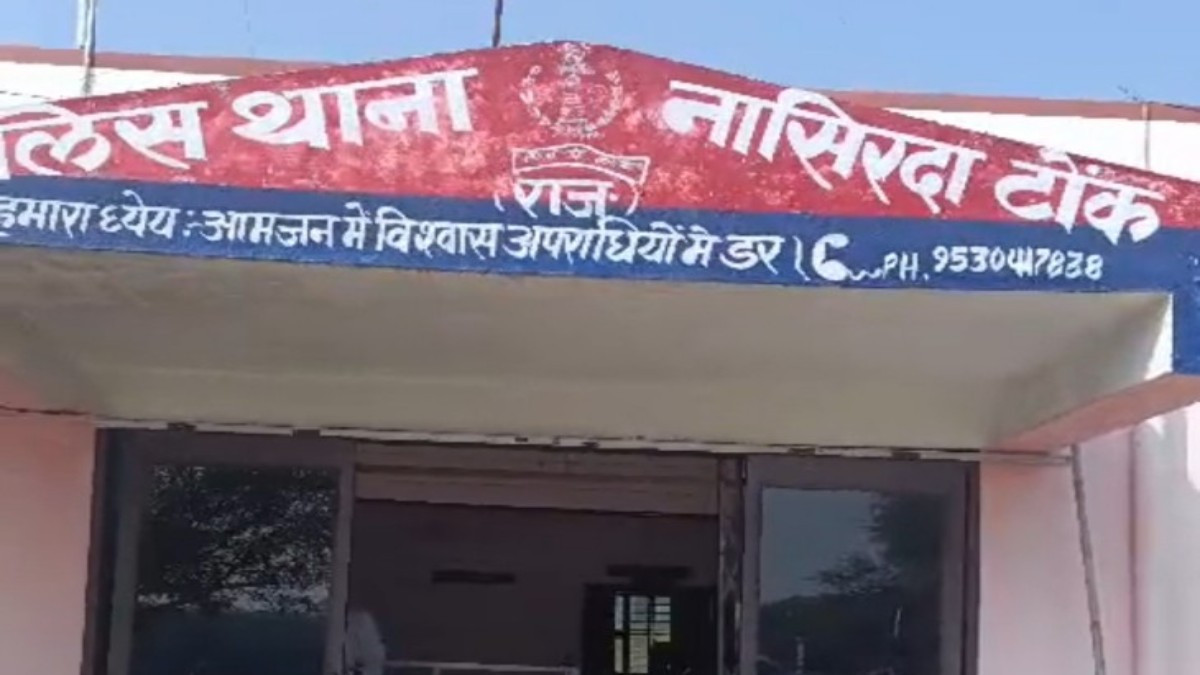 लिस थाना नासिरदा टोंक
(राज.)
हमारा ध्येय :- आमजन में विश्वास अपराधियों मे डर । PH. 9530417838